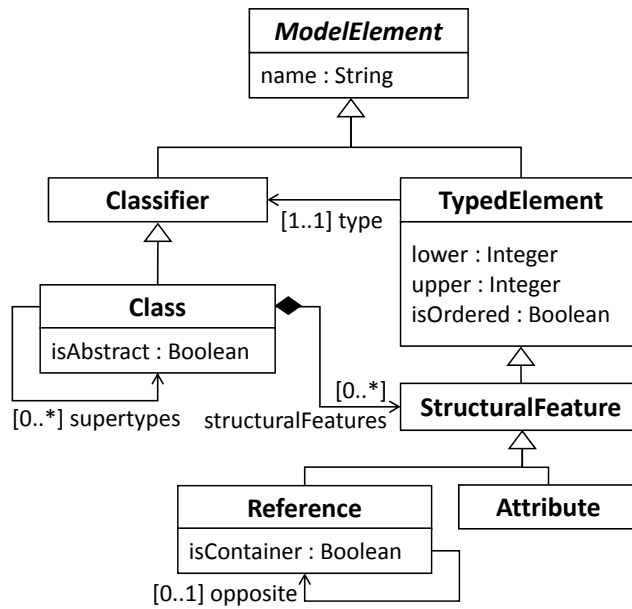 ModelElement
name : String
Classifier
TypedElement
[1..1] type
lower : Integer
upper : Integer
isOrdered : Boolean
Class
isAbstract : Boolean
[0..*] supertypes
[0..*]
structuralFeatures
StructuralFeature
Reference
Attribute
isContainer : Boolean
[0..1] opposite